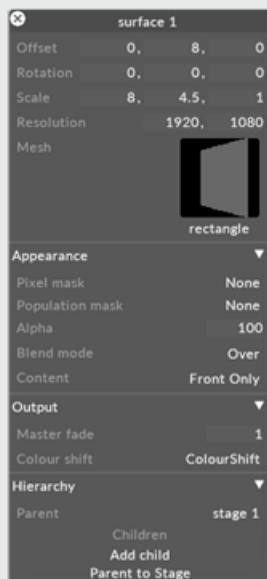 surface 1
Offset 0, 8, 0
Rotation 0, 0, 0
Scale 8, 4.5, 1
Resolution 1920, 1080
Mesh
rectangle
Appearance
Pixel mask None
Population mask None
Alpha 100
Blend mode Over
Content Front Only
Output
Master fade 1
Colour shift ColourShift
Hierarchy
Parent stage 1
Children
Add child
Parent to Stage